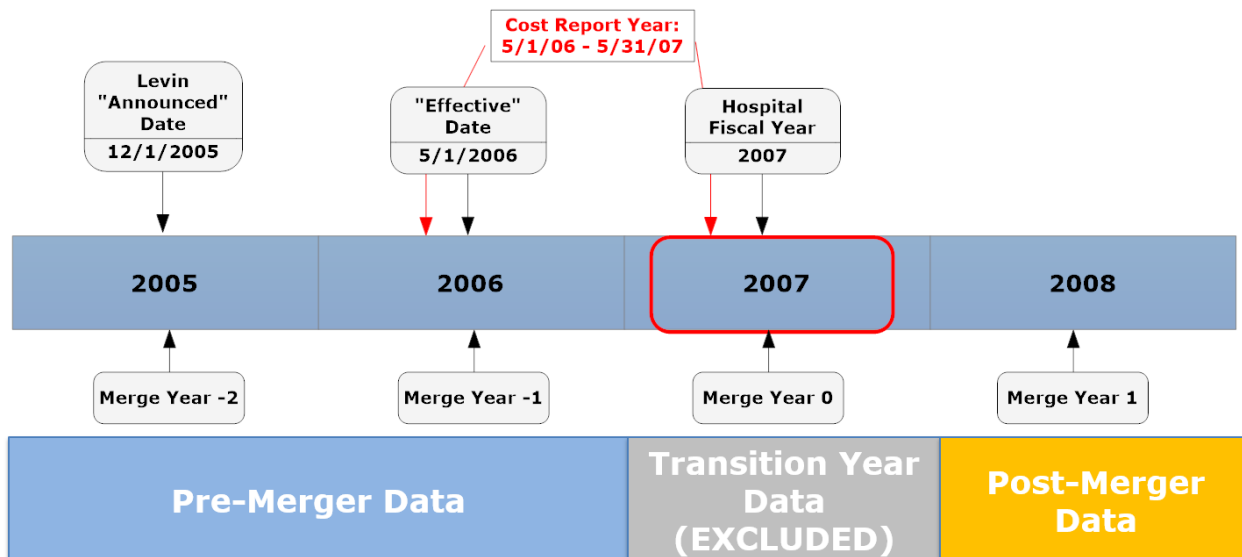 Cost Report Year:
5/1/06 - 5/31/07
Levin
"Announced"
Date
12/1/2005
"Effective"
Date
5/1/2006
Hospital
Fiscal Year
2007
2005
2006
2007
2008
Merge Year -2
Merge Year -1
Merge Year 0
Merge Year 1
Pre-Merger Data
Transition Year
Data
(EXCLUDED)
Post-Merger
Data